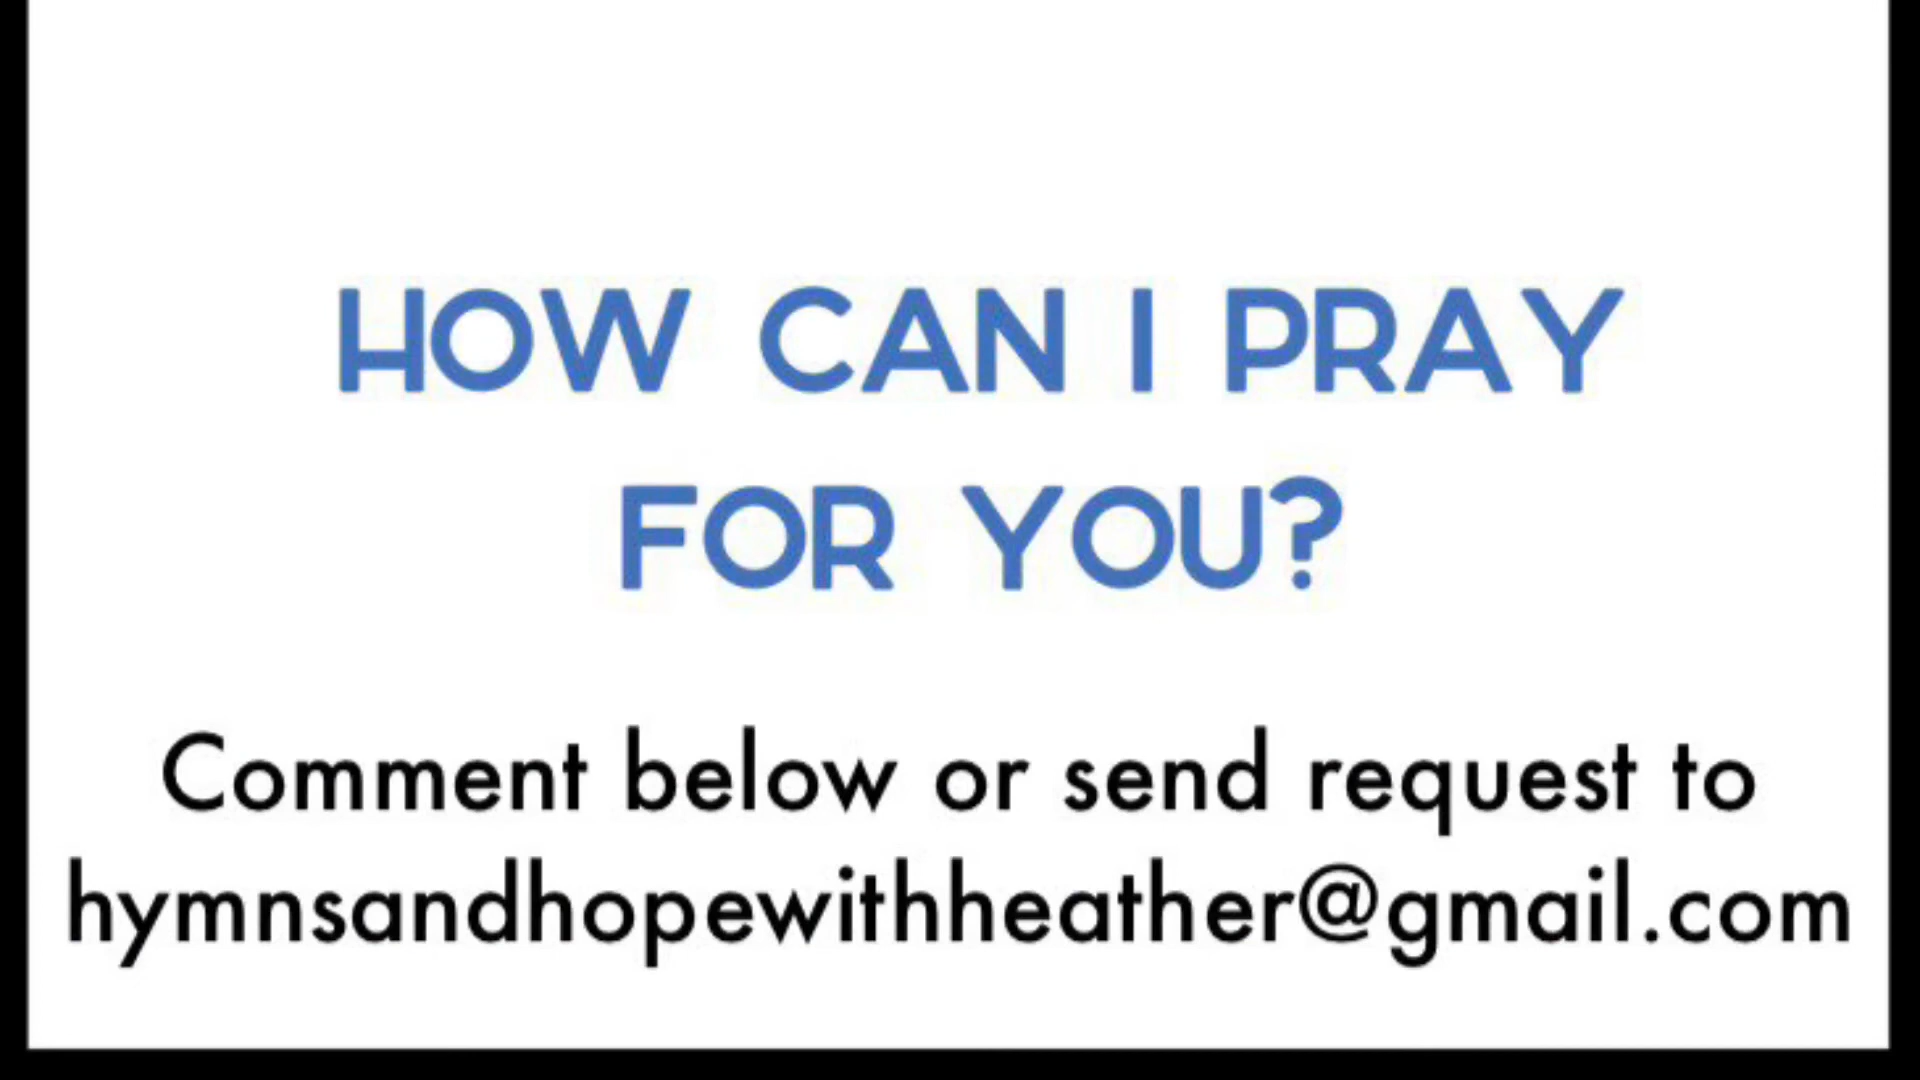 HOW CAN I PRAY
FOR YOU?
Comment below or send request to
hymnsandhopewithheather@gmail.com